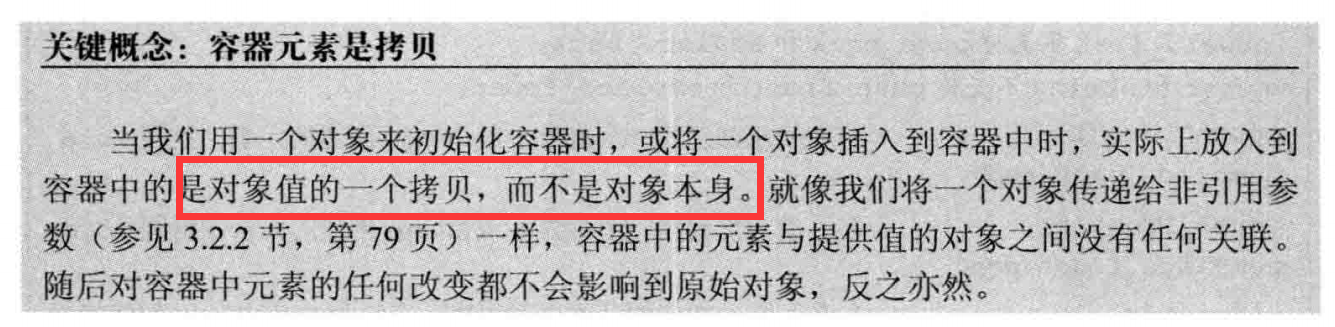 关键概念：容器元素是拷贝
当我们用一个对象来初始化容器时，或将一个对象插入到容器中时，实际上放入到
容器中的是对象值的一个拷贝，而不是对象本身。就像我们将一个对象传递给非引用参
数（参见 3.2.2 节，第 79 页）一样，容器中的元素与提供值的对象之间没有任何关联。
随后对容器中元素的任何改变都不会影响到原始对象，反之亦然。